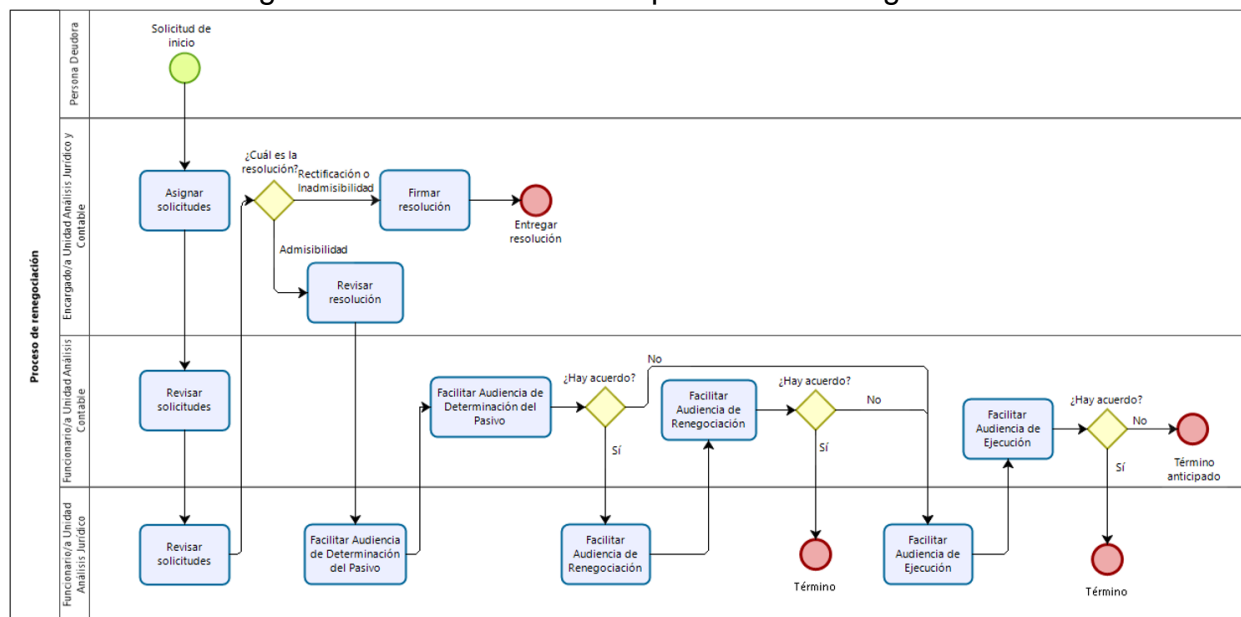 Proceso de renegociación
Persona Deudora
Solicitud de
inicio
Encargado/a Unidad Análisis Jurídico y
Contable
Asignar
solicitudes
¿Cuál es la
resolución?
Rectificación o
Inadmisibilidad
Firmar
resolución
Entregar
resolución
Admisibilidad
Revisar
resolución
Funcionario/a Unidad Análisis
Contable
Revisar
solicitudes
Facilitar Audiencia de
Determinación del
Pasivo
¿Hay acuerdo?
No
Sí
Facilitar
Audiencia de
Renegociación
¿Hay acuerdo?
No
Sí
Facilitar
Audiencia de
Ejecución
¿Hay acuerdo?
No
Sí
Término
anticipado
Funcionario/a Unidad
Análisis Jurídico
Revisar
solicitudes
Facilitar Audiencia
de Determinación
del Pasivo
Facilitar
Audiencia de
Renegociación
Término
Facilitar
Audiencia de
Ejecución
Término